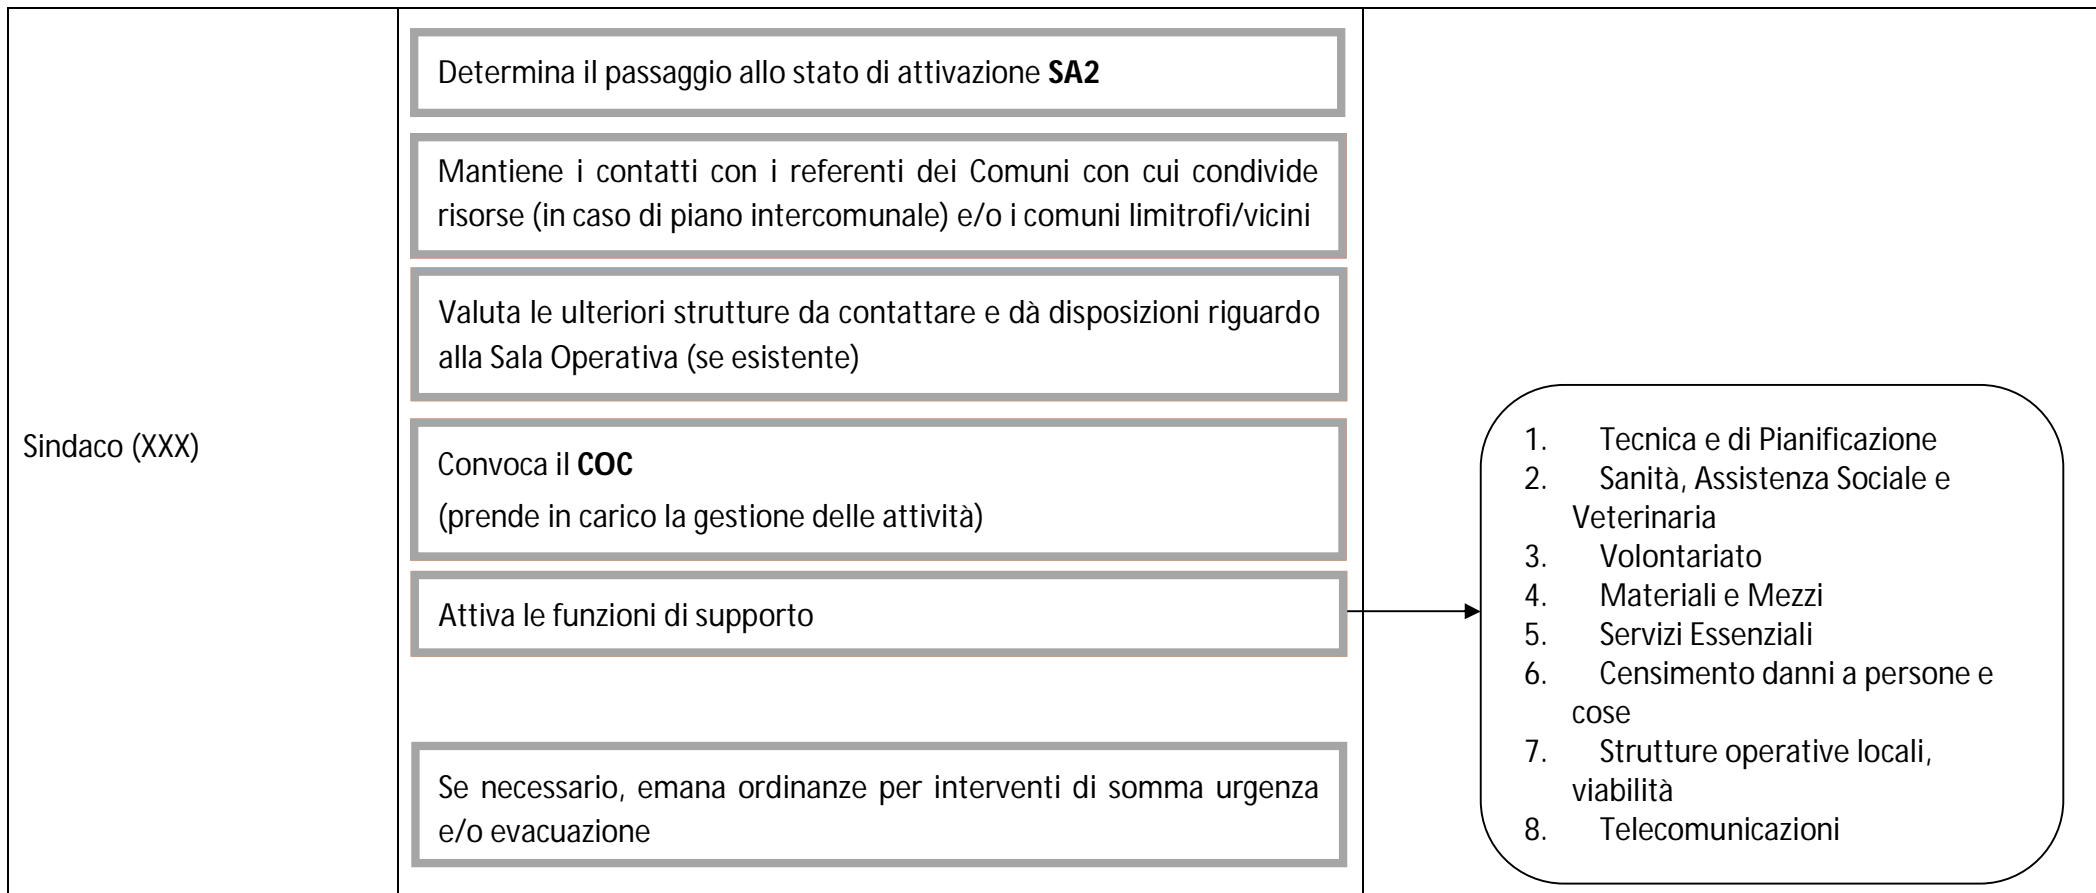 Sindaco (XXX)
Determina il passaggio allo stato di attivazione SA2
Mantiene i contatti con i referenti dei Comuni con cui condivide
risorse (in caso di piano intercomunale) e/o i comuni limitrofi/vicini
Valuta le ulteriori strutture da contattare e dà disposizioni riguardo
alla Sala Operativa (se esistente)
Convoca il COC
(prende in carico la gestione delle attività)
Attiva le funzioni di supporto
Se necessario, emana ordinanze per interventi di somma urgenza
e/o evacuazione
1. Tecnica e di Pianificazione
2. Sanità, Assistenza Sociale e
Veterinaria
3. Volontariato
4. Materiali e Mezzi
5. Servizi Essenziali
6. Censimento danni a persone e
cose
7. Strutture operative locali,
viabilità
8. Telecomunicazioni